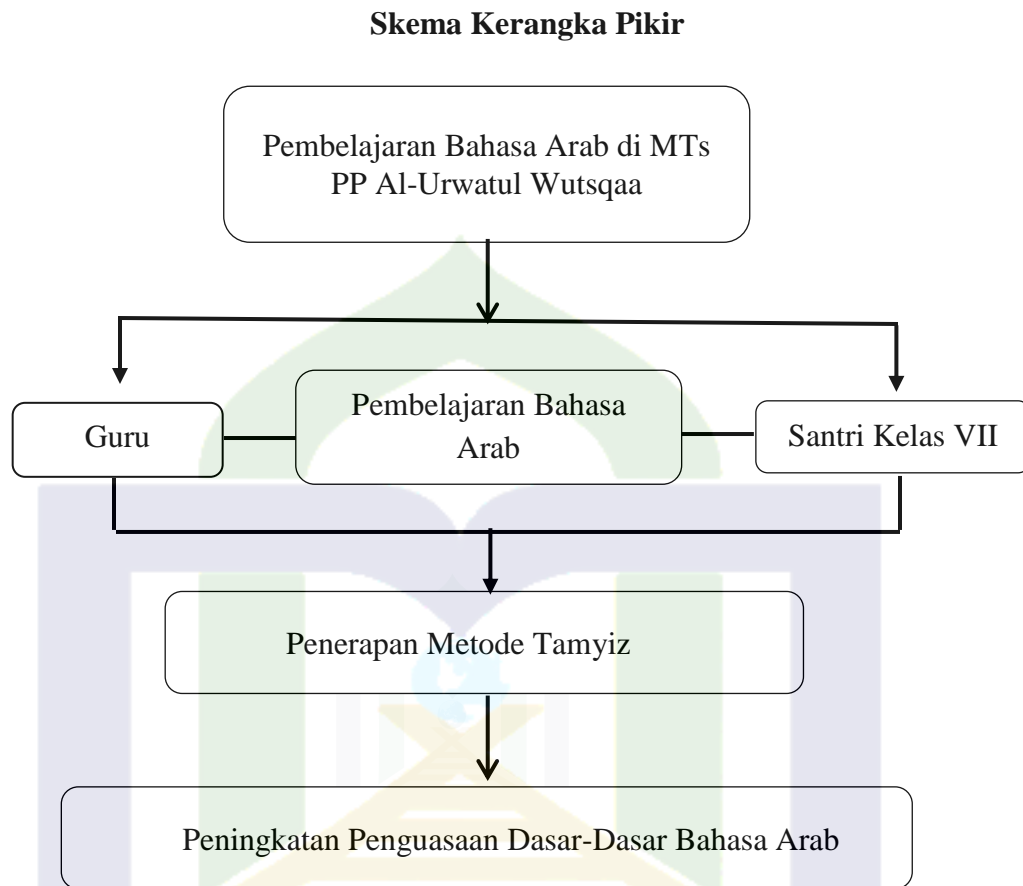 Skema Kerangka Pikir
Pembelajaran Bahasa Arab di MTs
PP Al-Urwatul Wutsqaa
Guru
Pembelajaran Bahasa
Arab
Santri Kelas VII
Penerapan Metode Tamyiz
Peningkatan Penguasaan Dasar-Dasar Bahasa Arab